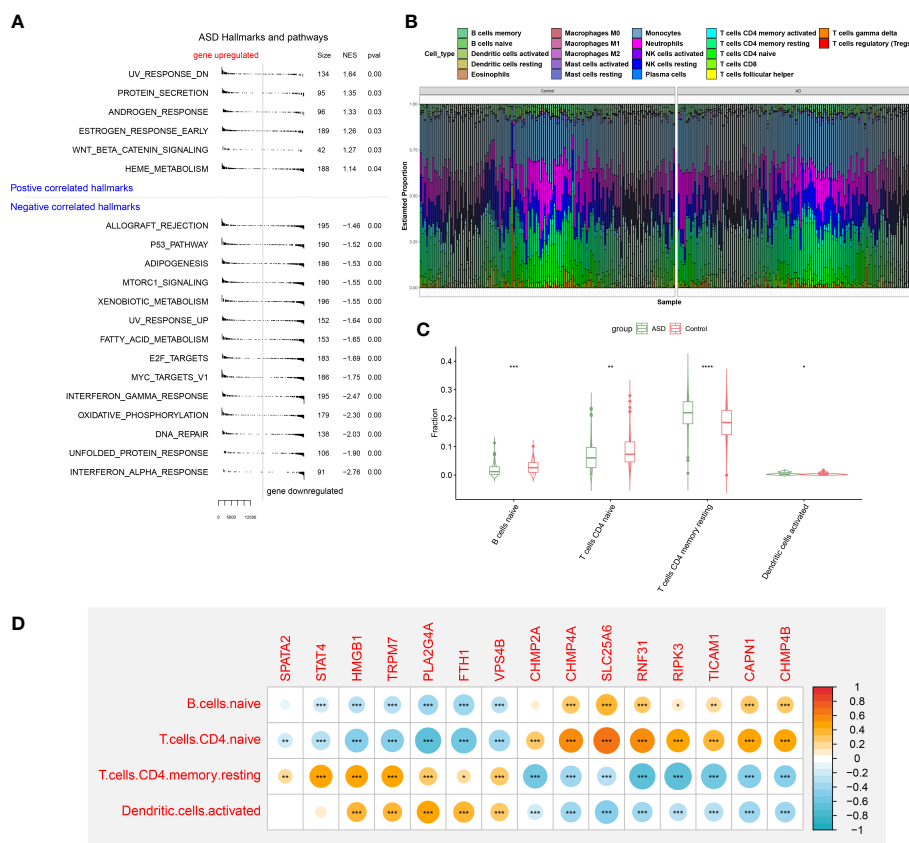 A
ASD Hallmarks and pathways
gene upregulated Size NES pval
UV_RESPONSE_DN 134 1.64 0.00
PROTEIN_SECRETION 95 1.35 0.03
ANDROGEN_RESPONSE 96 1.33 0.03
ESTROGEN_RESPONSE_EARLY 189 1.26 0.03
WNT_BETA_CATENIN_SIGNALING 42 1.27 0.03
HEME_METABOLISM 188 1.14 0.04
Postive correlated hallmarks
Negative correlated hallmarks
ALLOGRAFT_REJECTION 195 −1.46 0.00
P53_PATHWAY 190 −1.52 0.00
ADIPOGENESIS 186 −1.53 0.00
MTORC1_SIGNALING 190 −1.55 0.00
XENOBIOTIC_METABOLISM 196 −1.55 0.00
UV_RESPONSE_UP 152 −1.64 0.00
FATTY_ACID_METABOLISM 153 −1.65 0.00
E2F_TARGETS 183 −1.69 0.00
MYC_TARGETS_V1 186 −1.75 0.00
INTERFERON_GAMMA_RESPONSE 195 −2.47 0.00
OXIDATIVE_PHOSPHORYLATION 179 −2.30 0.00
DNA_REPAIR 138 −2.03 0.00
UNFOLDED_PROTEIN_RESPONSE 106 −1.90 0.00
INTERFERON_ALPHA_RESPONSE 91 −2.76 0.00
gene downregulated
0 5000 12500
B
Cell_type
B cells memory
B cells naive
Dendritic cells activated
Dendritic cells resting
Eosinophils
Macrophages M0
Macrophages M1
Macrophages M2
Mast cells activated
Mast cells resting
Monocytes
Neutrophils
NK cells activated
NK cells resting
Plasma cells
T cells CD4 memory activated
T cells CD4 memory resting
T cells CD4 naive
T cells CD8
T cells follicular helper
T cells gamma delta
T cells regulatory (Tregs
Control AD
Estiamted Proportion
1.00
0.75
0.50
0.25
0.00
Sample
C
group ASD Control
Fraction
0.4
0.3
0.2
0.1
0.0
*** ** **** *
B cells naive
T cells CD4 naive
T cells CD4 memory resting
Dendritic cells activated
D
SPATA2 STAT4 HMGB1 TRPM7 PLA2G4A FTH1 VPS4B CHMP2A CHMP4A SLC25A6 RNF31 RIPK3 TICAM1 CAPN1 CHMP4B
B.cells.naive *** *** *** *** *** *** *** *** *** * ** *** ***
T.cells.CD4.naive ** *** *** *** *** *** *** *** *** *** *** *** *** *** ***
T.cells.CD4.memory.resting ** *** *** *** *** * *** *** *** *** *** *** *** *** ***
Dendritic.cells.activated *** *** *** *** *** *** *** *** *** *** *** *** ***
1
0.8
0.6
0.4
0.2
0
−0.2
−0.4
−0.6
−0.8
−1